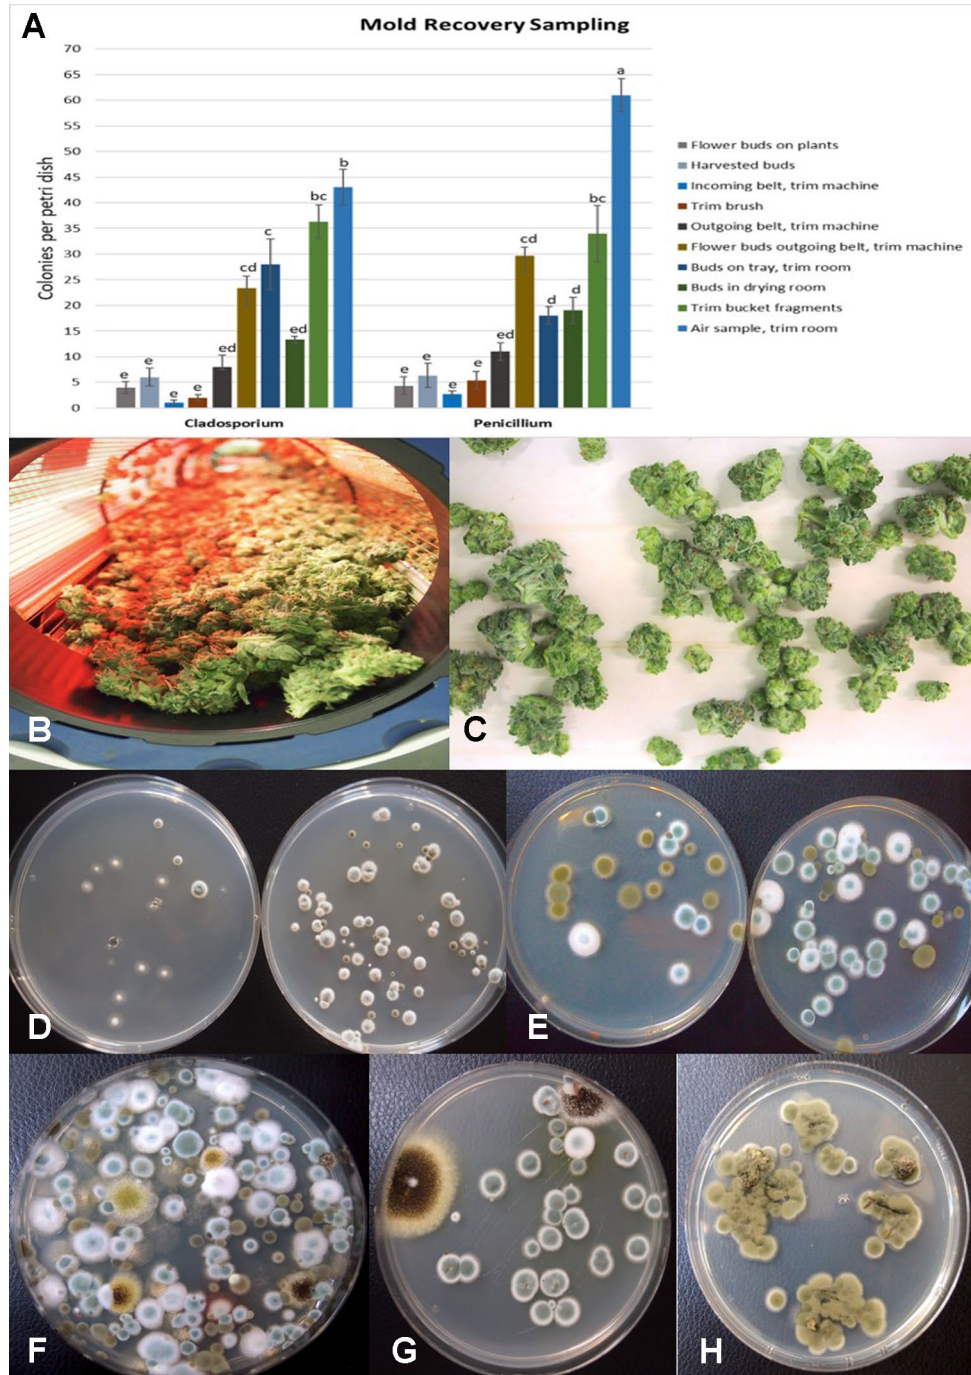 A
Mold Recovery Sampling
Colonies per petri dish
70
65
60
55
50
45
40
35
30
25
20
15
10
5
0
e
e
e
e
ed
cd
c
ed
bc
b
e
e
e
e
ed
cd
d
d
bc
a
Cladosporium
Penicillium
Flower buds on plants
Harvested buds
Incoming belt, trim machine
Trim brush
Outgoing belt, trim machine
Flower buds outgoing belt, trim machine
Buds on tray, trim room
Buds in drying room
Trim bucket fragments
Air sample, trim room
B
C
D
E
F
G
H